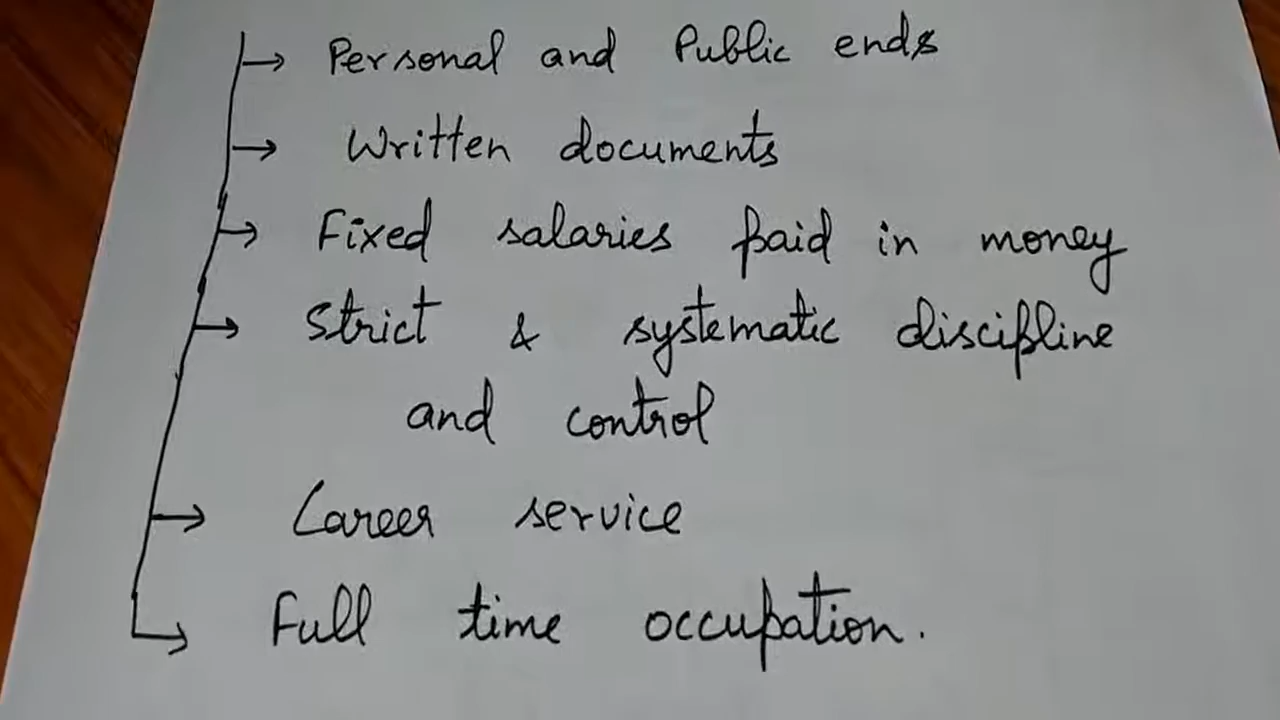 Personal and Public ends
Written documents
Fixed salaries paid in money
Strict & systematic discipline
and control
Career service
Full time occupation.